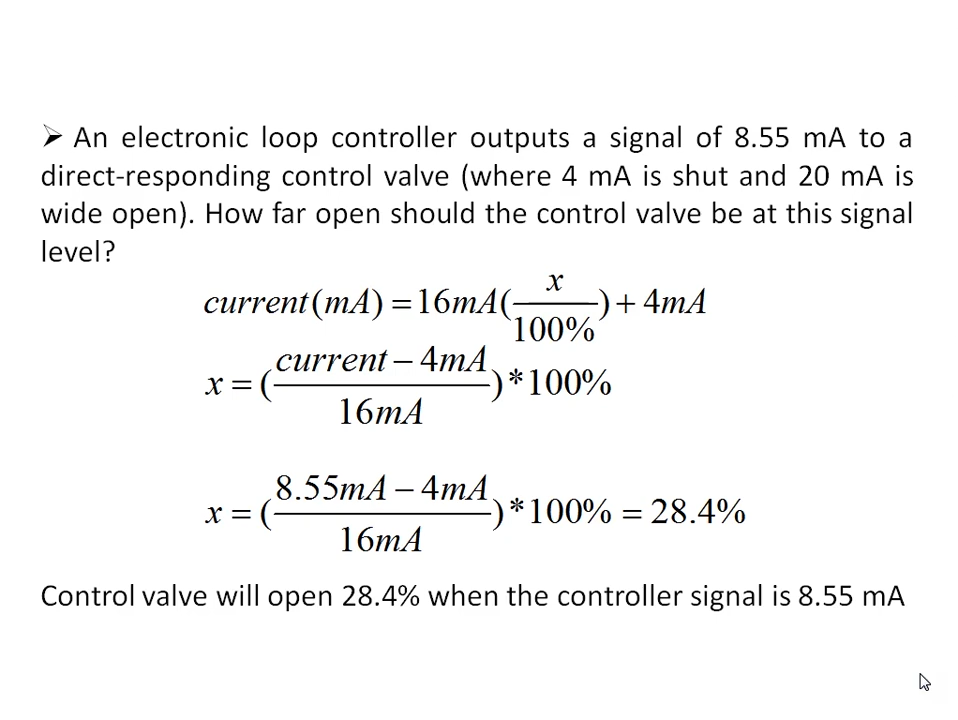 ➢ An electronic loop controller outputs a signal of 8.55 mA to a
direct-responding control valve (where 4 mA is shut and 20 mA is
wide open). How far open should the control valve be at this signal
level?
current(mA) = 16mA(x/100%) + 4mA
x = (current − 4mA/16mA)*100%
x = (8.55mA − 4mA/16mA)*100% = 28.4%
Control valve will open 28.4% when the controller signal is 8.55 mA